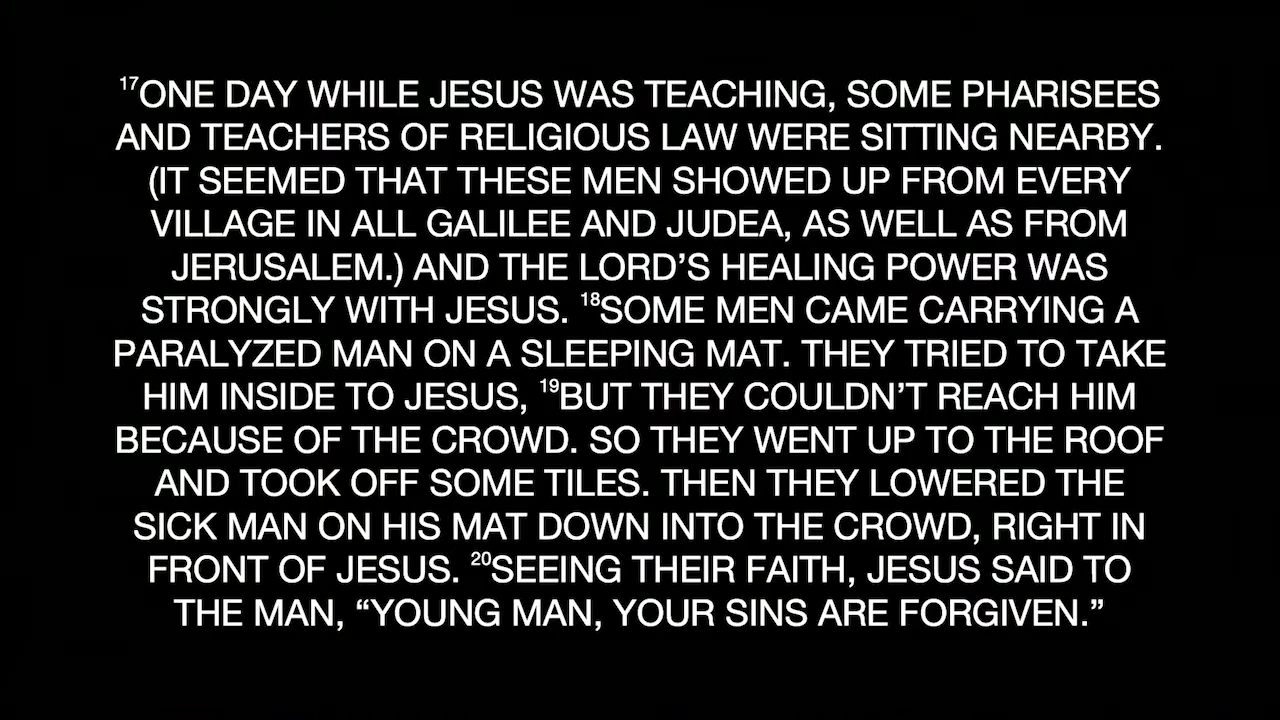 ¹⁷ONE DAY WHILE JESUS WAS TEACHING, SOME PHARISEES
AND TEACHERS OF RELIGIOUS LAW WERE SITTING NEARBY.
(IT SEEMED THAT THESE MEN SHOWED UP FROM EVERY
VILLAGE IN ALL GALILEE AND JUDEA, AS WELL AS FROM
JERUSALEM.) AND THE LORD’S HEALING POWER WAS
STRONGLY WITH JESUS. ¹⁸SOME MEN CAME CARRYING A
PARALYZED MAN ON A SLEEPING MAT. THEY TRIED TO TAKE
HIM INSIDE TO JESUS, ¹⁹BUT THEY COULDN’T REACH HIM
BECAUSE OF THE CROWD. SO THEY WENT UP TO THE ROOF
AND TOOK OFF SOME TILES. THEN THEY LOWERED THE
SICK MAN ON HIS MAT DOWN INTO THE CROWD, RIGHT IN
FRONT OF JESUS. ²⁰SEEING THEIR FAITH, JESUS SAID TO
THE MAN, “YOUNG MAN, YOUR SINS ARE FORGIVEN.”